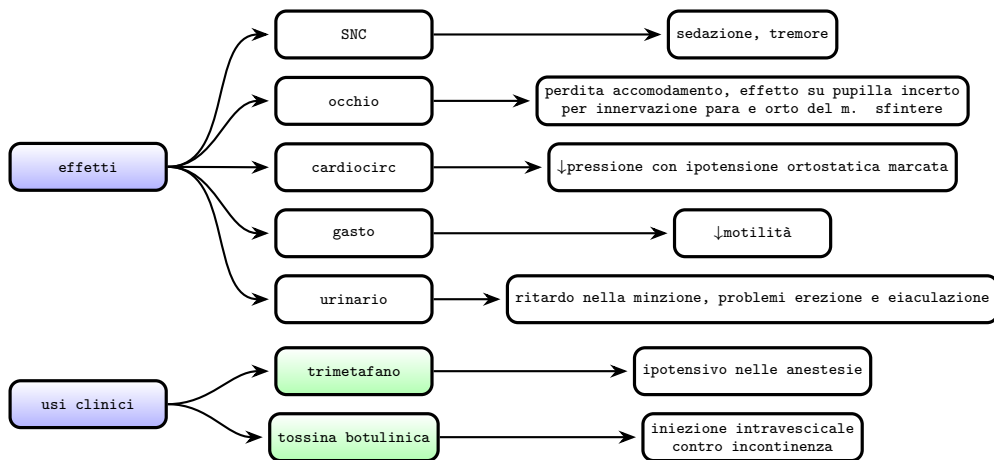 SNC
sedazione, tremore
occhio
perdita accomodamento, effetto su pupilla incerto
per innervazione para e orto del m. sfintere
effetti
cardiocirc
↓pressione con ipotensione ortostatica marcata
gasto
↓motilità
urinario
ritardo nella minzione, problemi erezione e eiaculazione
trimetafano
ipotensivo nelle anestesie
usi clinici
tossina botulinica
iniezione intravescicale
contro incontinenza